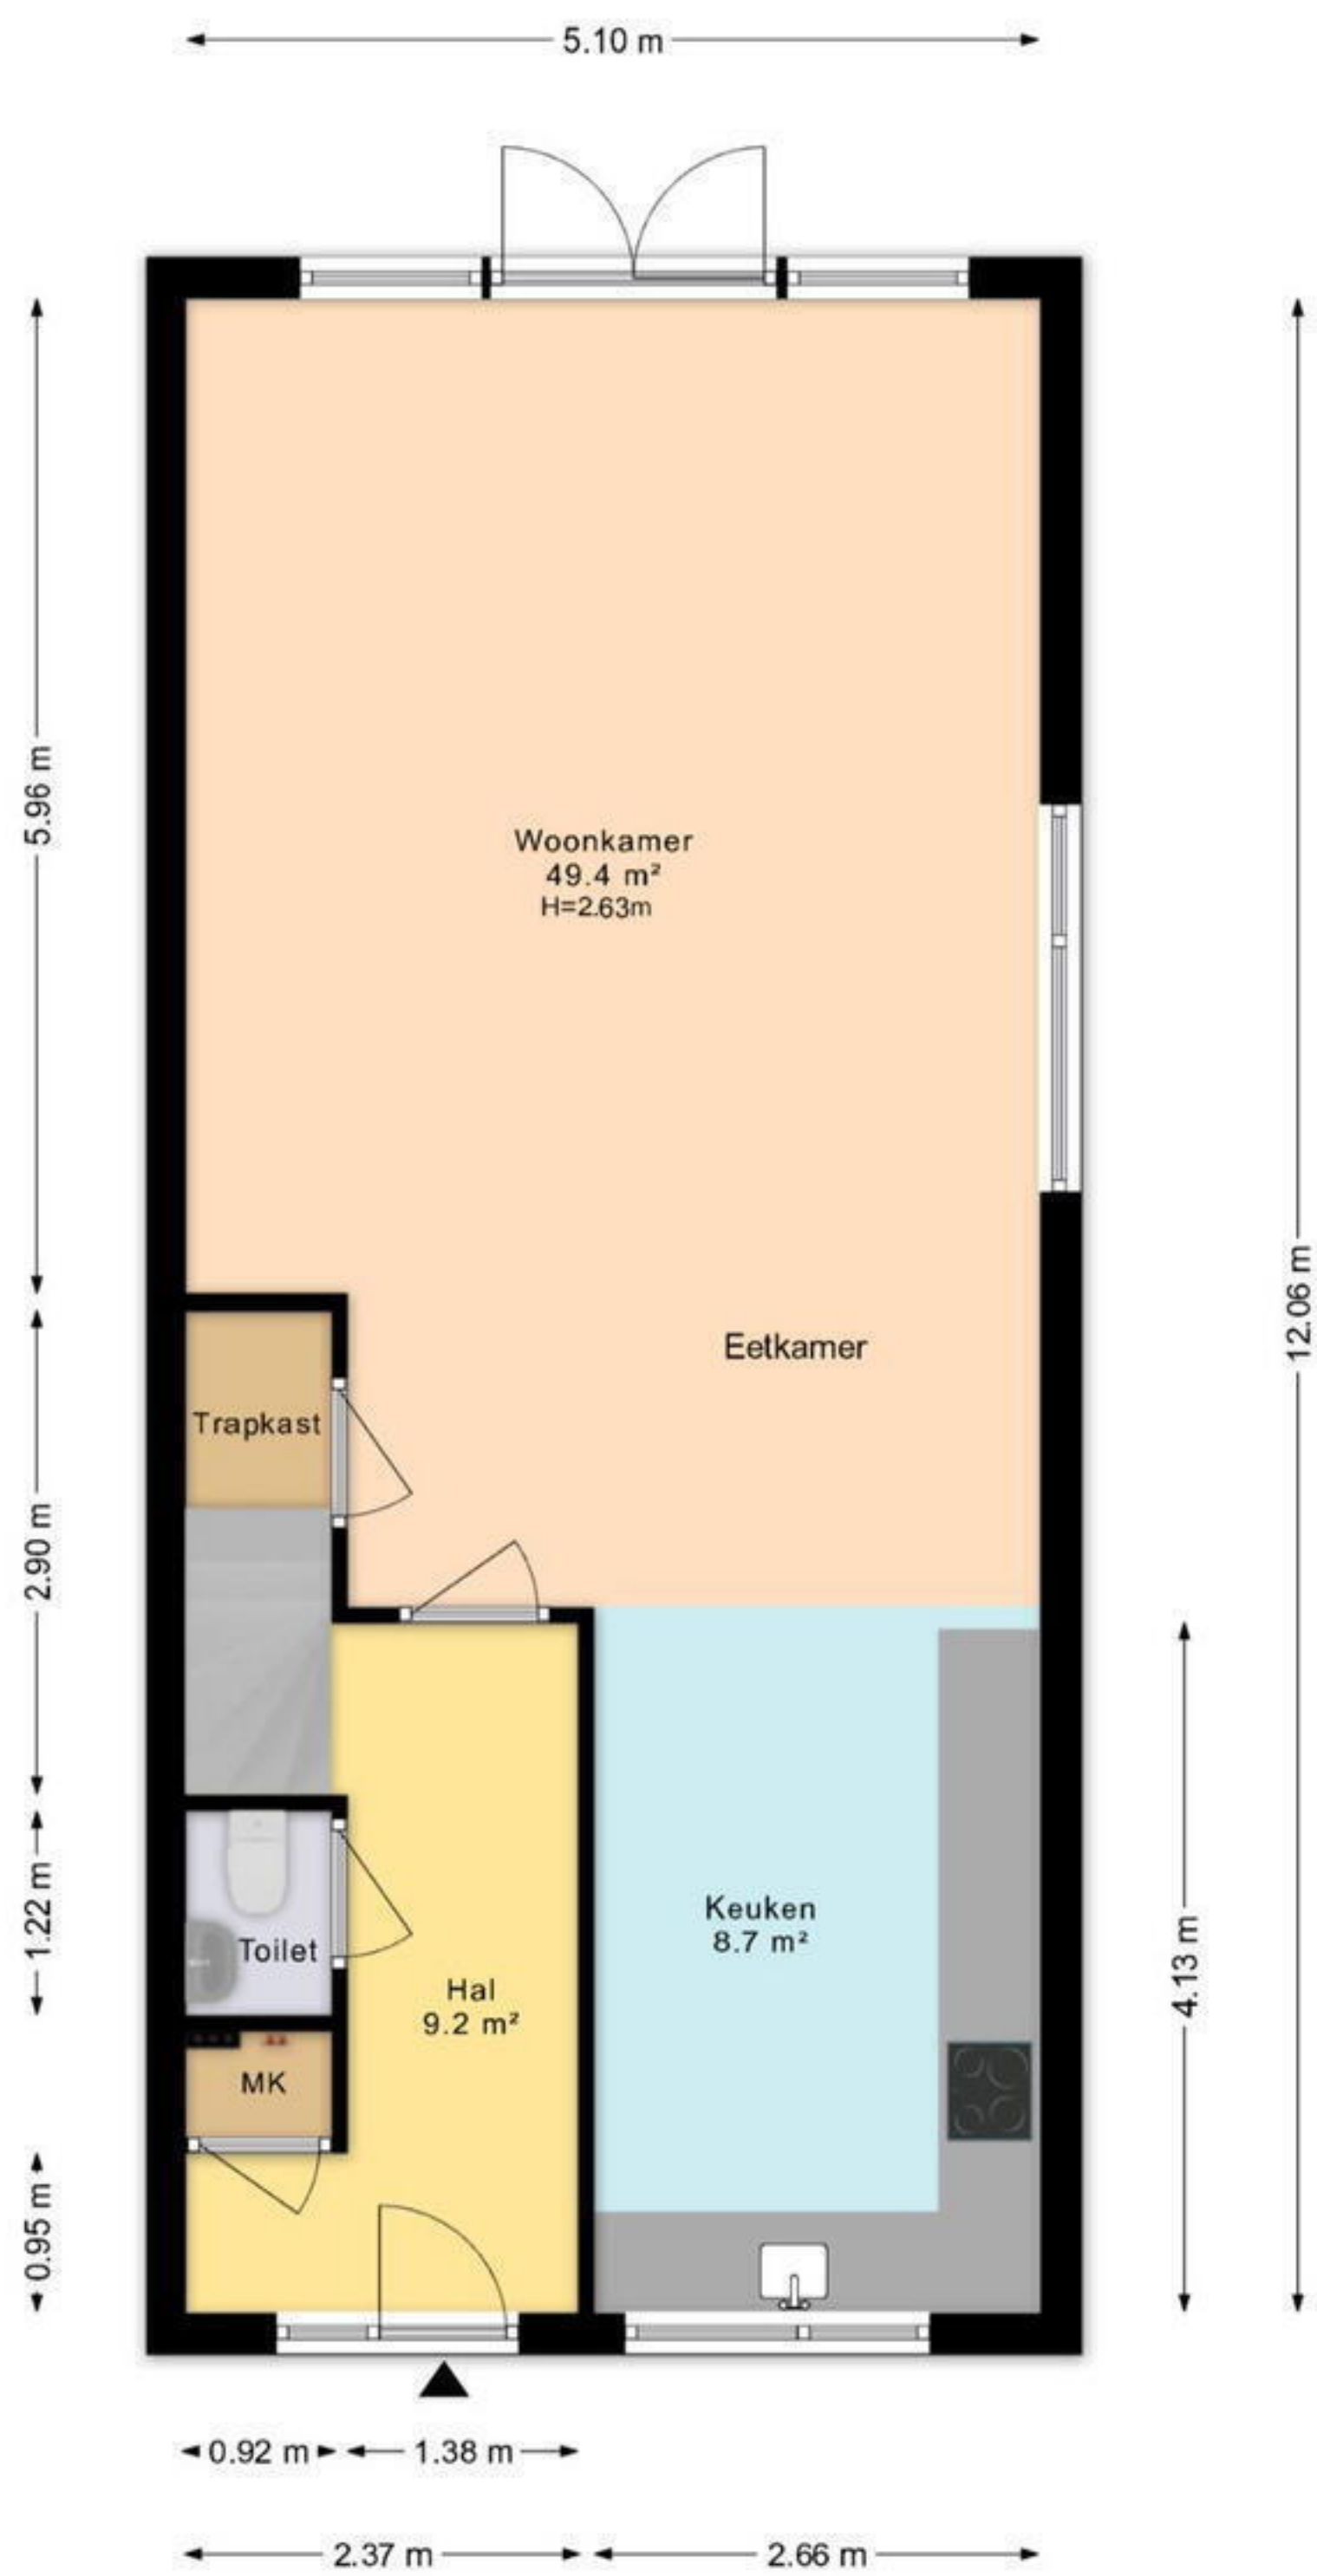 5.10 m
5.96 m
Woonkamer
49.4 m²
H=2.63m
12.06 m
Eetkamer
Trapkast
2.90 m
Keuken
8.7 m²
1.22 m
Toilet
4.13 m
Hal
9.2 m²
MK
0.95 m
0.92 m
1.38 m
2.37 m
2.66 m